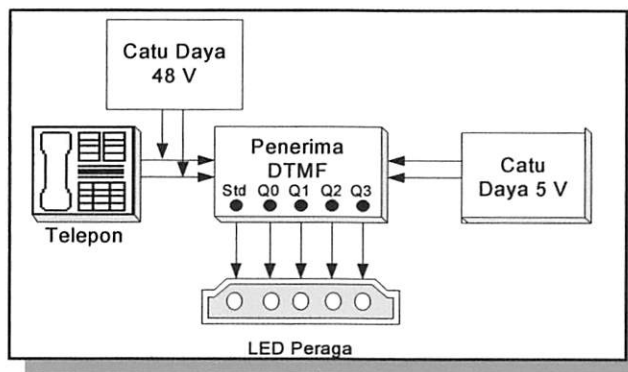 Catu Daya
48 V
Penerima
DTMF
Std Q0 Q1 Q2 Q3
Catu
Daya 5 V
Telepon
LED Peraga